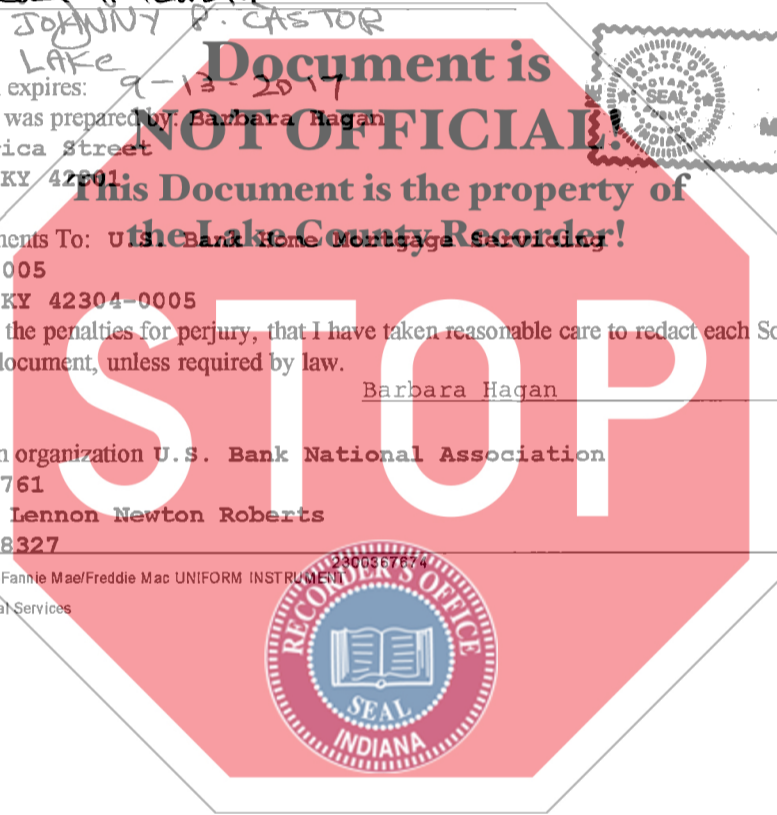 JOHNNY P. CASTOR
LAKE
Document is
expires: 9-13-2017
was prepared by: Barbara Hagan
NOT OFFICIAL!
ica Street
KY 42301
This Document is the property of
ments To: U.S. Bank Home Mortgage Servicing
the Lake County Recorder!
005
KY 42304-0005
the penalties for perjury, that I have taken reasonable care to redact each So
document, unless required by law.
Barbara Hagan
STOP
n organization U.S. Bank National Association
761
Lennon Newton Roberts
8327
2300367674
Fannie Mae/Freddie Mac UNIFORM INSTRUMENT
al Services
STATE OF
NOTARY
SEAL
PUBLIC
INDIANA
RECORDER'S OFFICE
SEAL
INDIANA